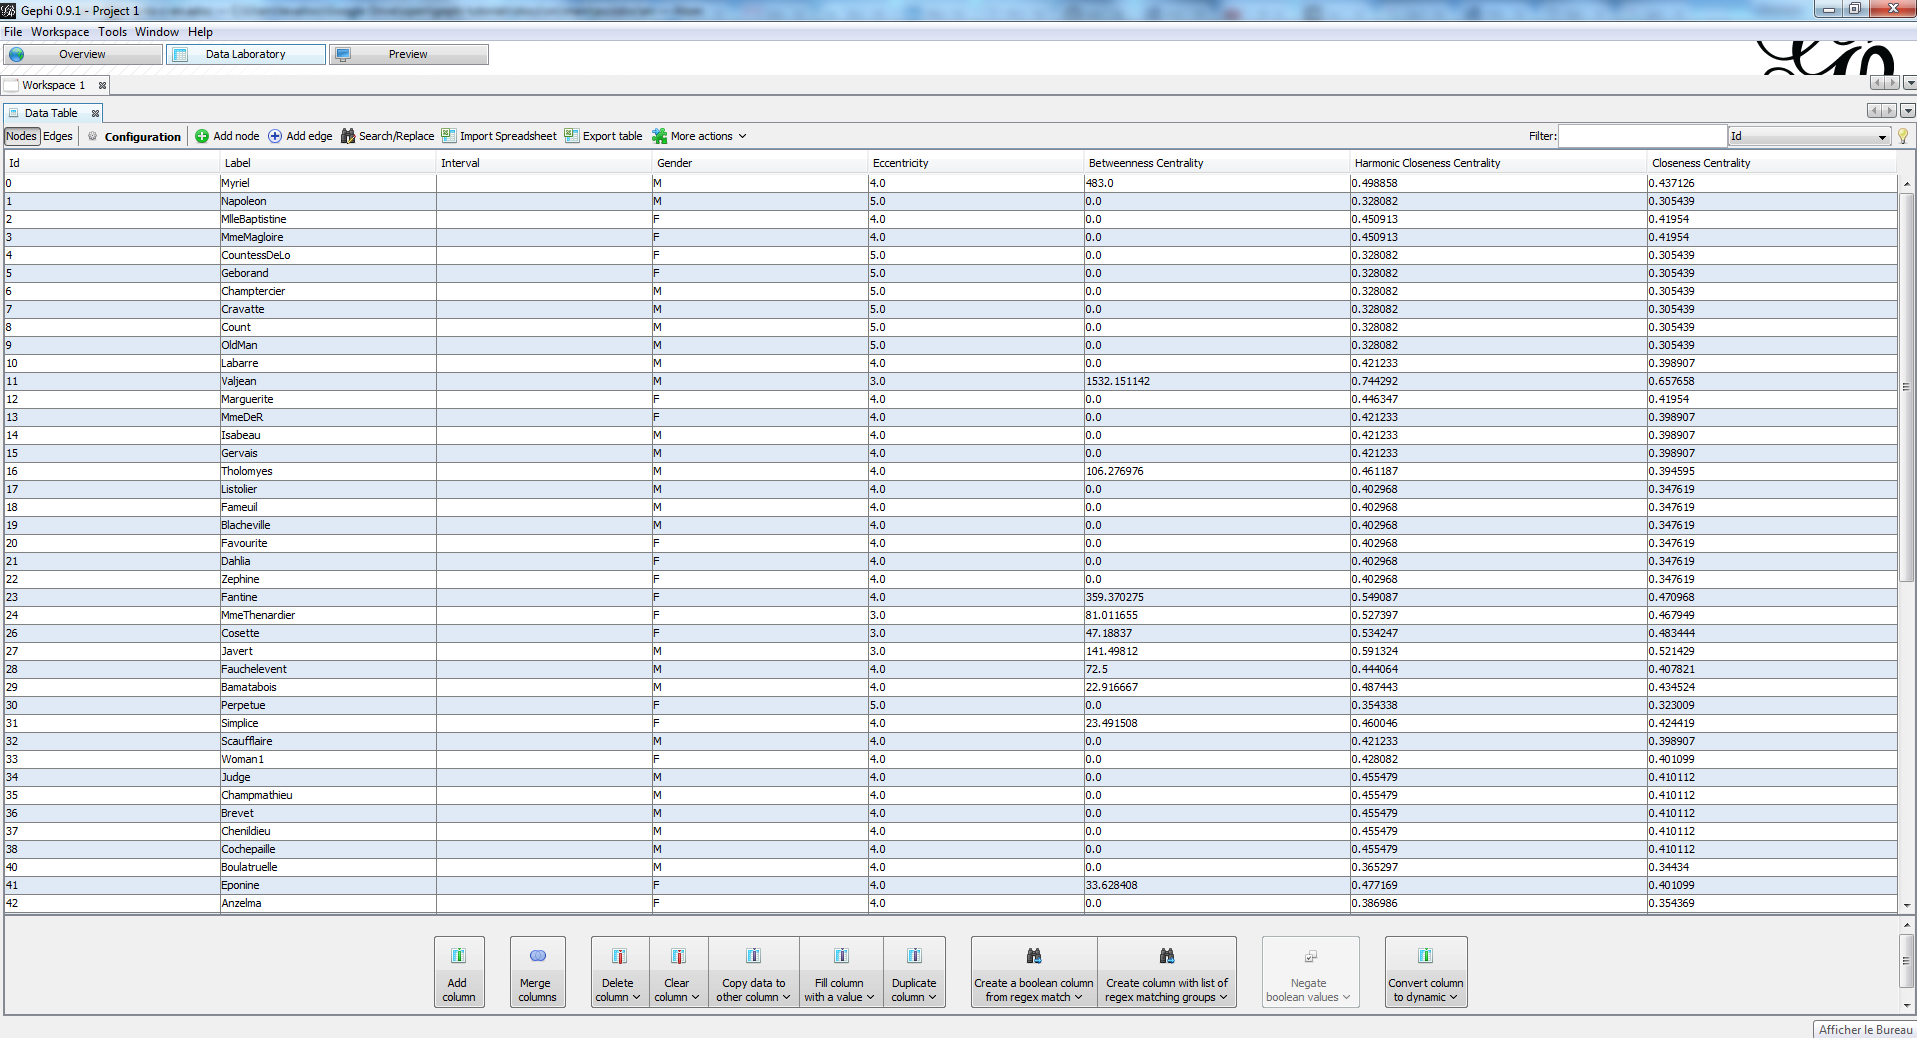 Gephi 0.9.1 - Project 1
File Workspace Tools Window Help
Overview Data Laboratory Preview
Workspace 1
Data Table
Nodes Edges Configuration Add node Add edge Search/Replace Import Spreadsheet Export table More actions Filter: Id
Id Label Interval Gender Eccentricity Betweenness Centrality Harmonic Closeness Centrality Closeness Centrality
0 Myriel M 4.0 483.0 0.498858 0.437126
1 Napoleon M 5.0 0.0 0.328082 0.305439
2 MlleBaptistine F 4.0 0.0 0.450913 0.41954
3 MmeMagloire F 4.0 0.0 0.450913 0.41954
4 CountessDeLo F 5.0 0.0 0.328082 0.305439
5 Geborand F 5.0 0.0 0.328082 0.305439
6 Champtercier M 5.0 0.0 0.328082 0.305439
7 Cravatte M 5.0 0.0 0.328082 0.305439
8 Count M 5.0 0.0 0.328082 0.305439
9 OldMan M 5.0 0.0 0.328082 0.305439
10 Labarre M 4.0 0.0 0.421233 0.398907
11 Valjean M 3.0 1532.151142 0.744292 0.657658
12 Marguerite F 4.0 0.0 0.446347 0.41954
13 MmeDeR F 4.0 0.0 0.421233 0.398907
14 Isabeau M 4.0 0.0 0.421233 0.398907
15 Gervais M 4.0 0.0 0.421233 0.398907
16 Tholomyes M 4.0 106.276976 0.461187 0.394595
17 Listolier M 4.0 0.0 0.402968 0.347619
18 Fameuil M 4.0 0.0 0.402968 0.347619
19 Blacheville M 4.0 0.0 0.402968 0.347619
20 Favourite F 4.0 0.0 0.402968 0.347619
21 Dahlia F 4.0 0.0 0.402968 0.347619
22 Zephine F 4.0 0.0 0.402968 0.347619
23 Fantine F 4.0 359.370275 0.549087 0.470968
24 MmeThenardier F 3.0 81.011655 0.527397 0.467949
26 Cosette F 3.0 47.18837 0.534247 0.483444
27 Javert M 3.0 141.49812 0.591324 0.521429
28 Fauchelevent M 4.0 72.5 0.444064 0.407821
29 Bamatabois M 4.0 22.916667 0.487443 0.434524
30 Perpetue F 5.0 0.0 0.354338 0.323009
31 Simplice F 4.0 23.491508 0.460046 0.424419
32 Scaufflaire M 4.0 0.0 0.421233 0.398907
33 Woman1 F 4.0 0.0 0.428082 0.401099
34 Judge M 4.0 0.0 0.455479 0.410112
35 Champmathieu M 4.0 0.0 0.455479 0.410112
36 Brevet M 4.0 0.0 0.455479 0.410112
37 Chenildieu M 4.0 0.0 0.455479 0.410112
38 Cochepaille M 4.0 0.0 0.455479 0.410112
40 Boulatruelle M 4.0 0.0 0.365297 0.34434
41 Eponine F 4.0 33.628408 0.477169 0.401099
42 Anzelma F 4.0 0.0 0.386986 0.354369
Add column
Merge columns
Delete column
Clear column
Copy data to other column
Fill column with a value
Duplicate column
Create a boolean column from regex match
Create column with list of regex matching groups
Negate boolean values
Convert column to dynamic
Afficher le Bureau